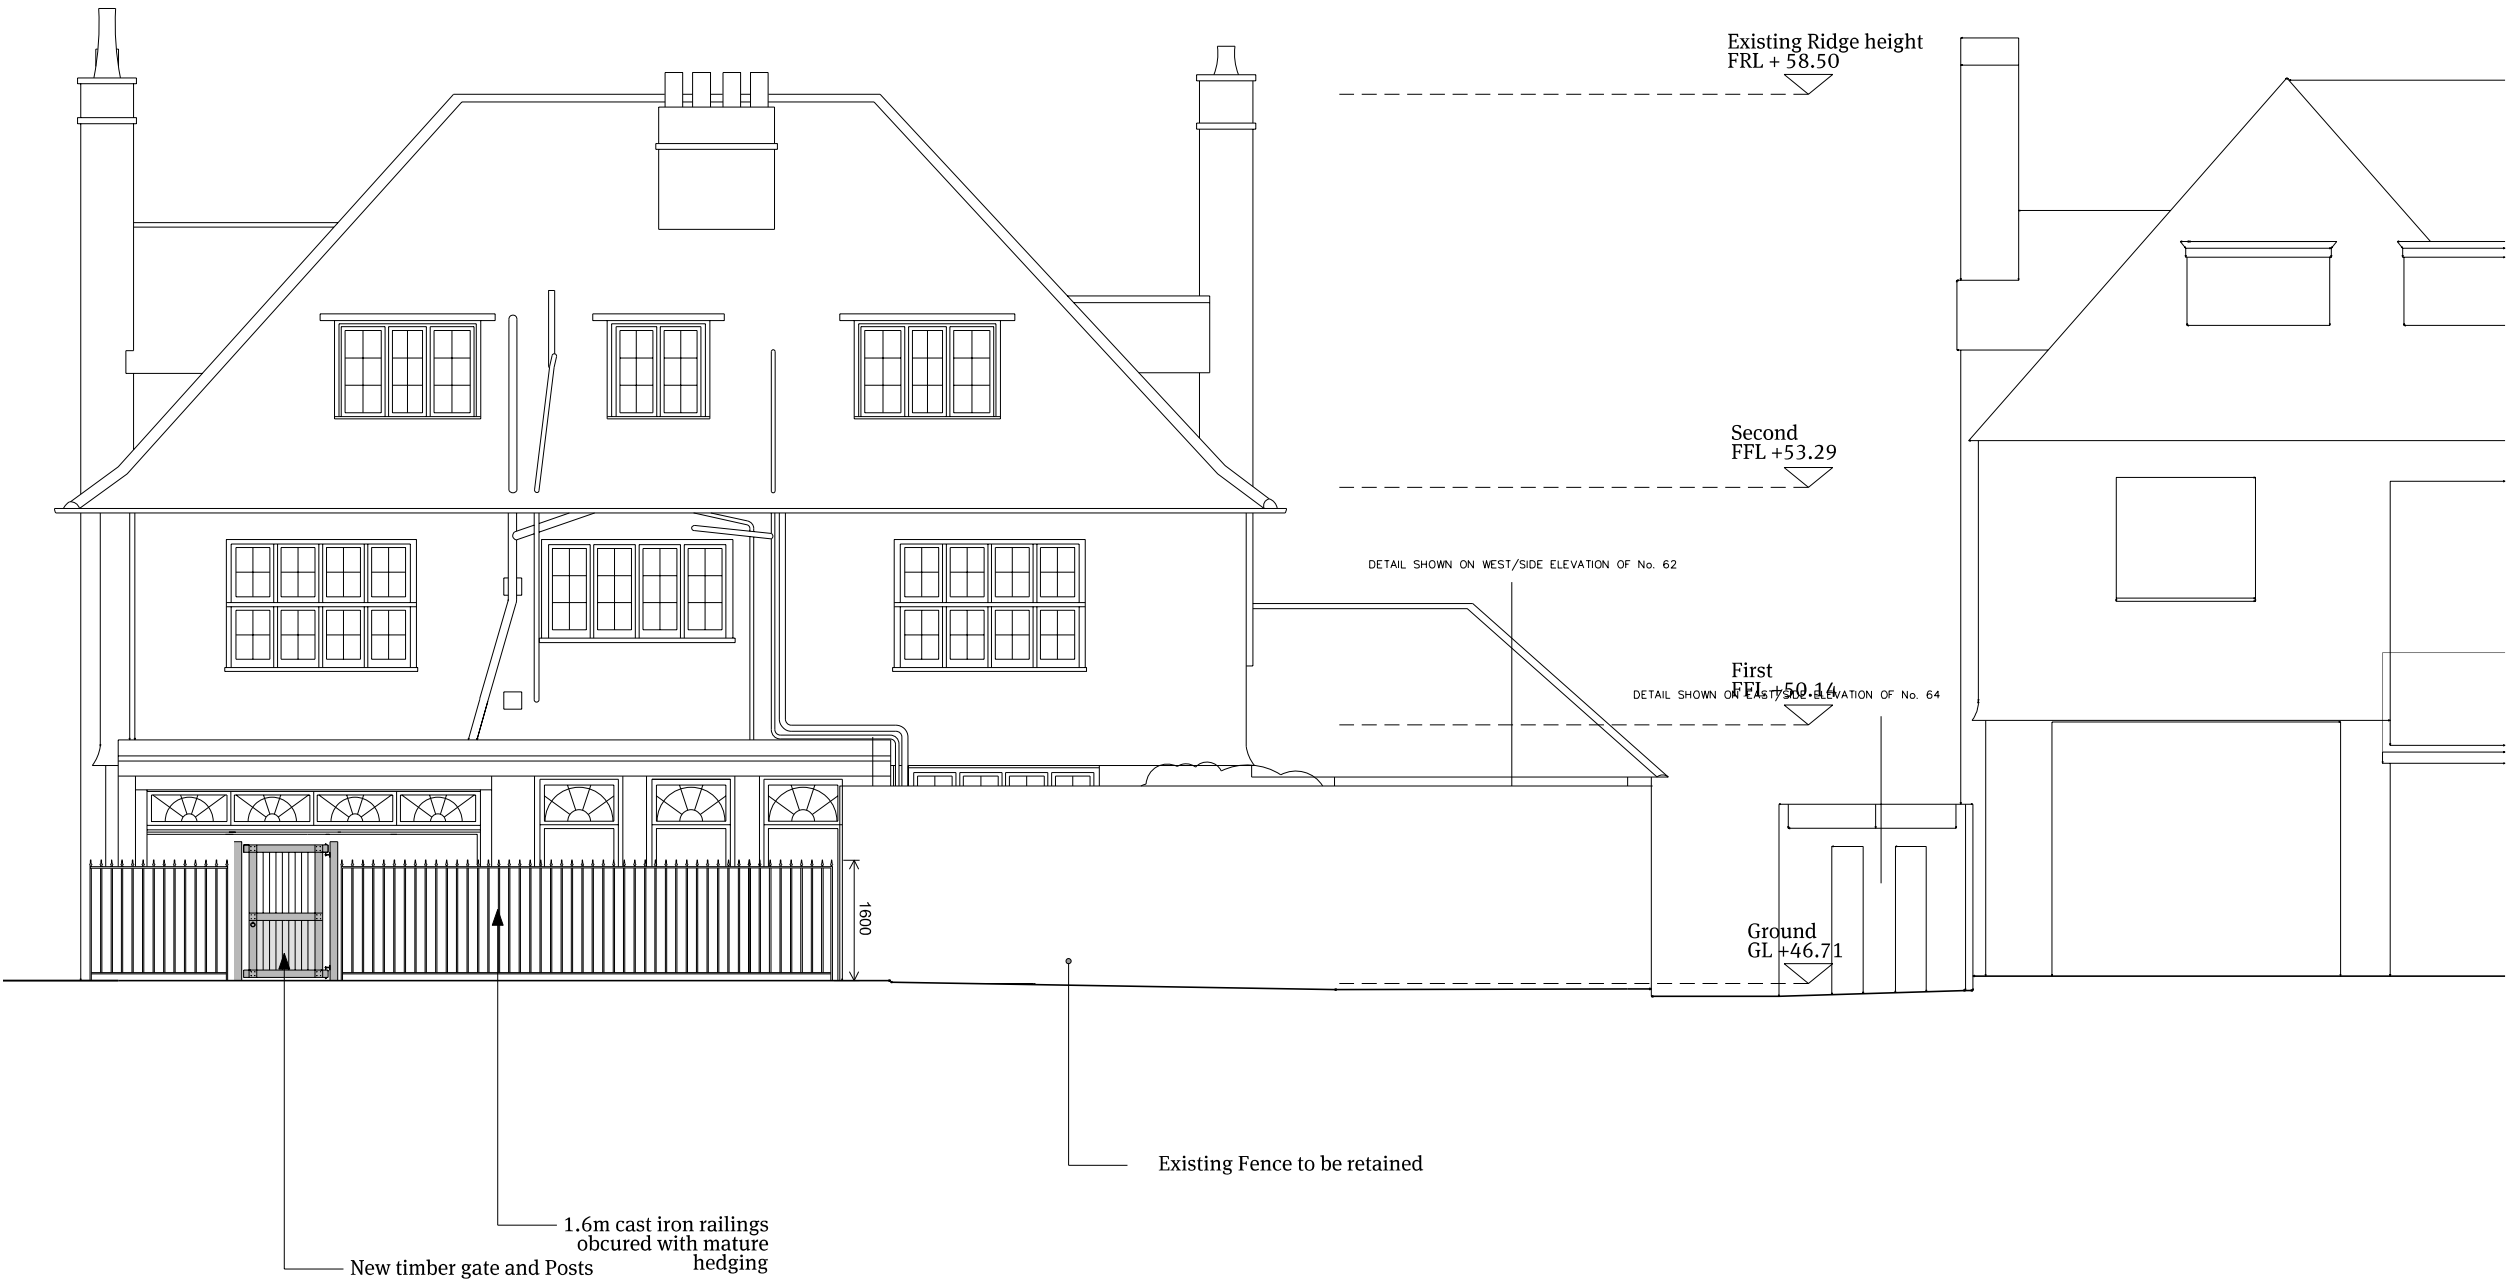 Existing Ridge height
FRL + 58.50
Second
FFL +53.29
DETAIL SHOWN ON WEST/SIDE ELEVATION OF No. 62
First
FFL +50.14
DETAIL SHOWN ON EAST/SIDE ELEVATION OF No. 64
1600
Ground
GL +46.71
Existing Fence to be retained
1.6m cast iron railings
obcured with mature
hedging
New timber gate and Posts